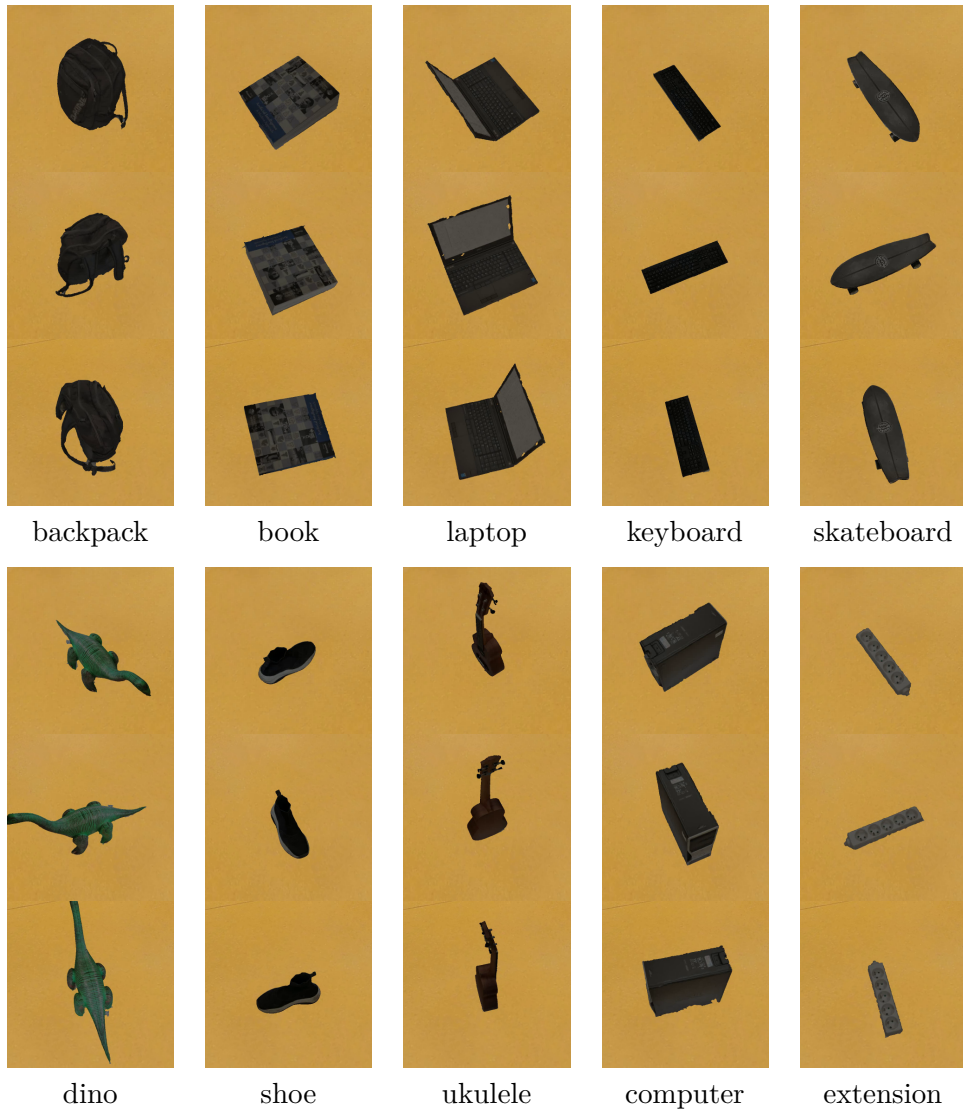 backpack
book
laptop
keyboard
skateboard
dino
shoe
ukulele
computer
extension